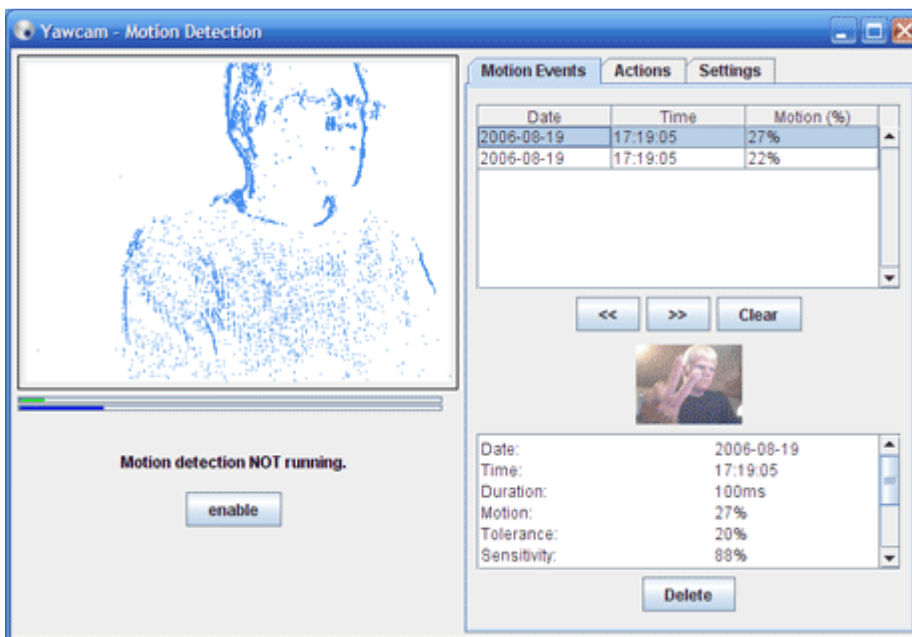 Yawcam - Motion Detection
Motion Events Actions Settings
Date Time Motion (%)
2006-08-19 17:19:05 27%
2006-08-19 17:19:05 22%
<< >> Clear
Motion detection NOT running.
enable
Date: 2006-08-19
Time: 17:19:05
Duration: 100ms
Motion: 27%
Tolerance: 20%
Sensitivity: 88%
Delete